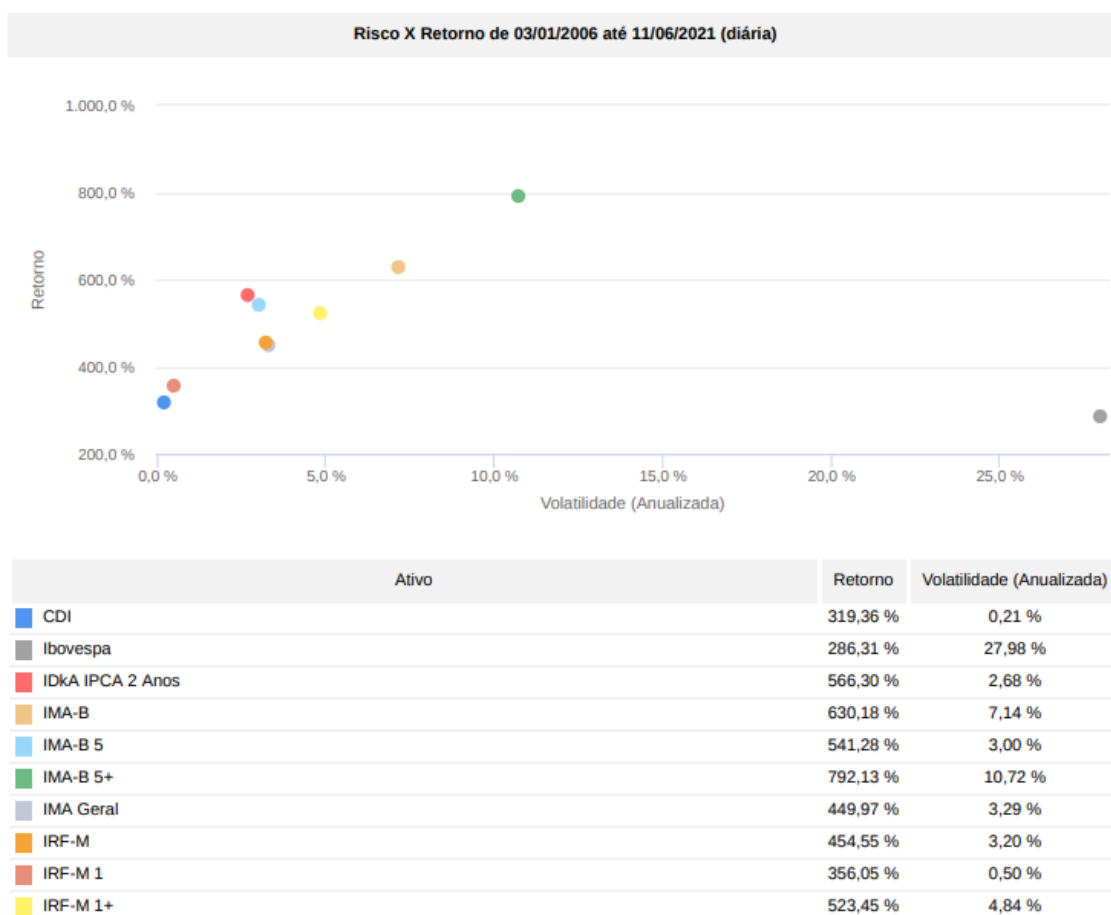 Risco X Retorno de 03/01/2006 até 11/06/2021 (diária)
1.000,0 %
800,0 %
600,0 %
400,0 %
200,0 %
Retorno
0,0 %
5,0 %
10,0 %
15,0 %
20,0 %
25,0 %
Volatilidade (Anualizada)
Ativo Retorno Volatilidade (Anualizada)
CDI 319,36 % 0,21 %
Ibovespa 286,31 % 27,98 %
IDkA IPCA 2 Anos 566,30 % 2,68 %
IMA-B 630,18 % 7,14 %
IMA-B 5 541,28 % 3,00 %
IMA-B 5+ 792,13 % 10,72 %
IMA Geral 449,97 % 3,29 %
IRF-M 454,55 % 3,20 %
IRF-M 1 356,05 % 0,50 %
IRF-M 1+ 523,45 % 4,84 %